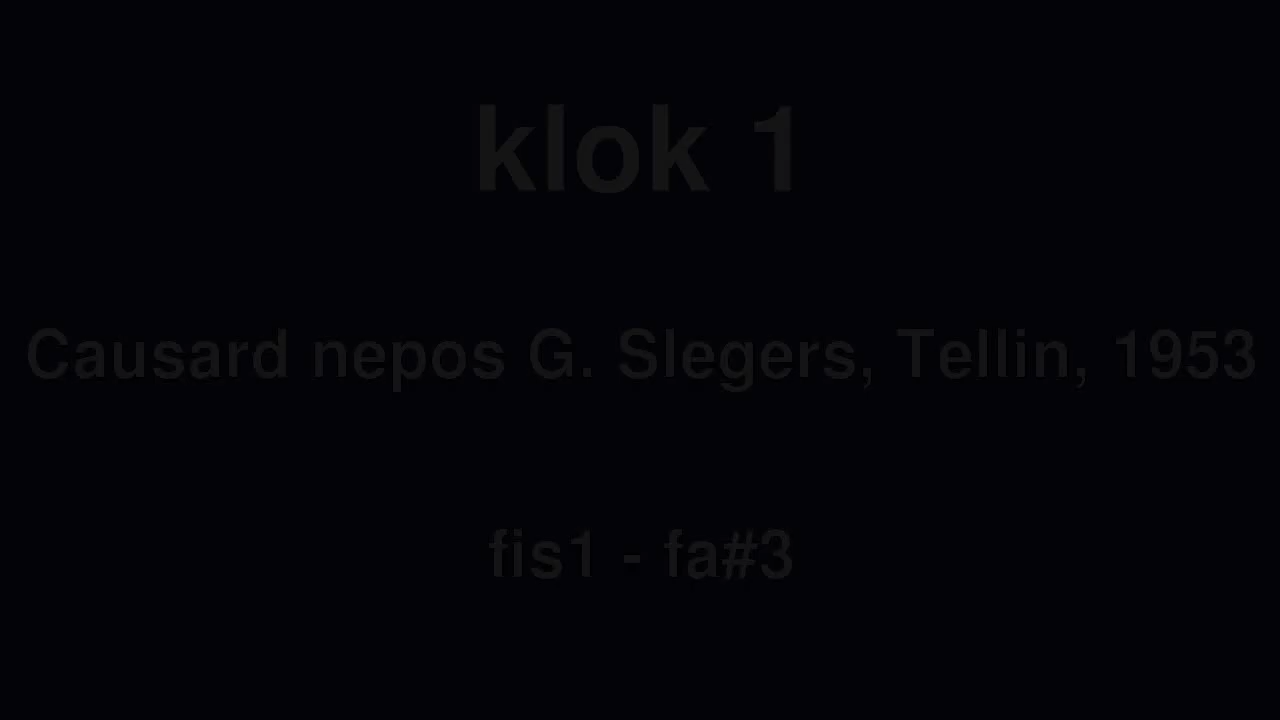 klok 1
Causard nepos G. Slegers, Tellin, 1953
fis1 - fa#3